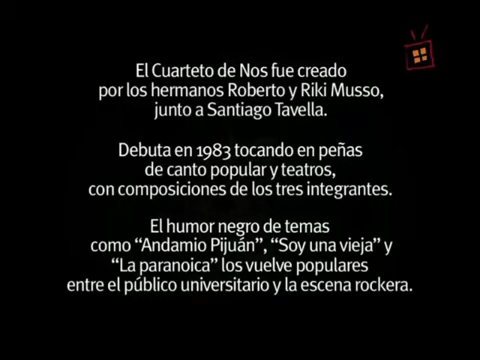 El Cuarteto de Nos fue creado
por los hermanos Roberto y Riki Musso,
junto a Santiago Tavella.
Debuta en 1983 tocando en peñas
de canto popular y teatros,
con composiciones de los tres integrantes.
El humor negro de temas
como “Andamio Pijuán”, “Soy una vieja” y
“La paranoica” los vuelve populares
entre el público universitario y la escena rockera.